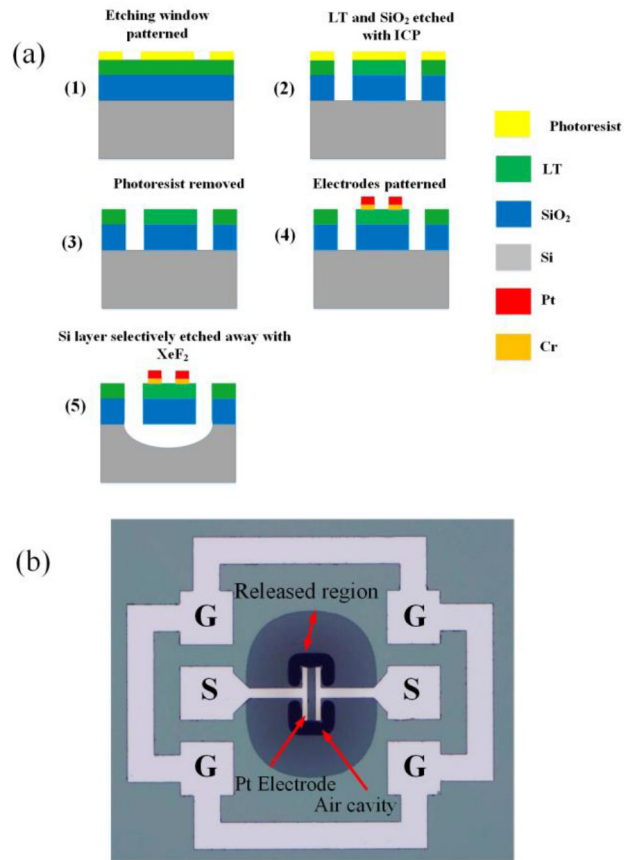 (a)
Etching window
patterned
LT and SiO₂ etched
with ICP
(1)
(2)
Photoresist
LT
SiO₂
Si
Pt
Cr
Photoresist removed
Electrodes patterned
(3)
(4)
Si layer selectively etched away with
XeF₂
(5)
(b)
Released region
G
G
S
S
G
G
Pt Electrode
Air cavity